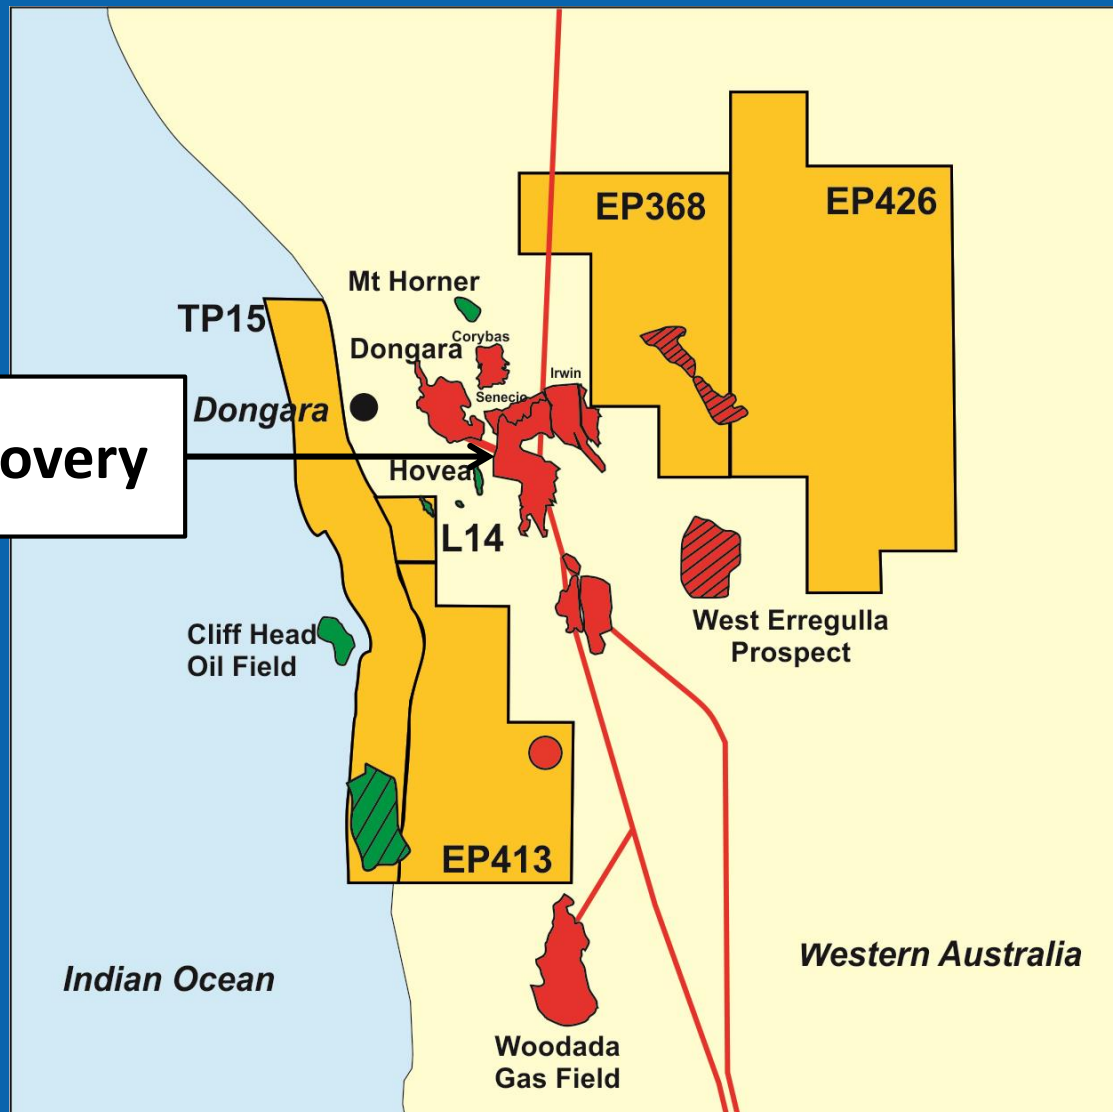 EP368
EP426
Mt Horner
TP15
Corybas
Dongara
Irwin
Senecio
Dongara
overy
Hovea
L14
West Erregulla
Prospect
Cliff Head
Oil Field
EP413
Western Australia
Indian Ocean
Woodada
Gas Field